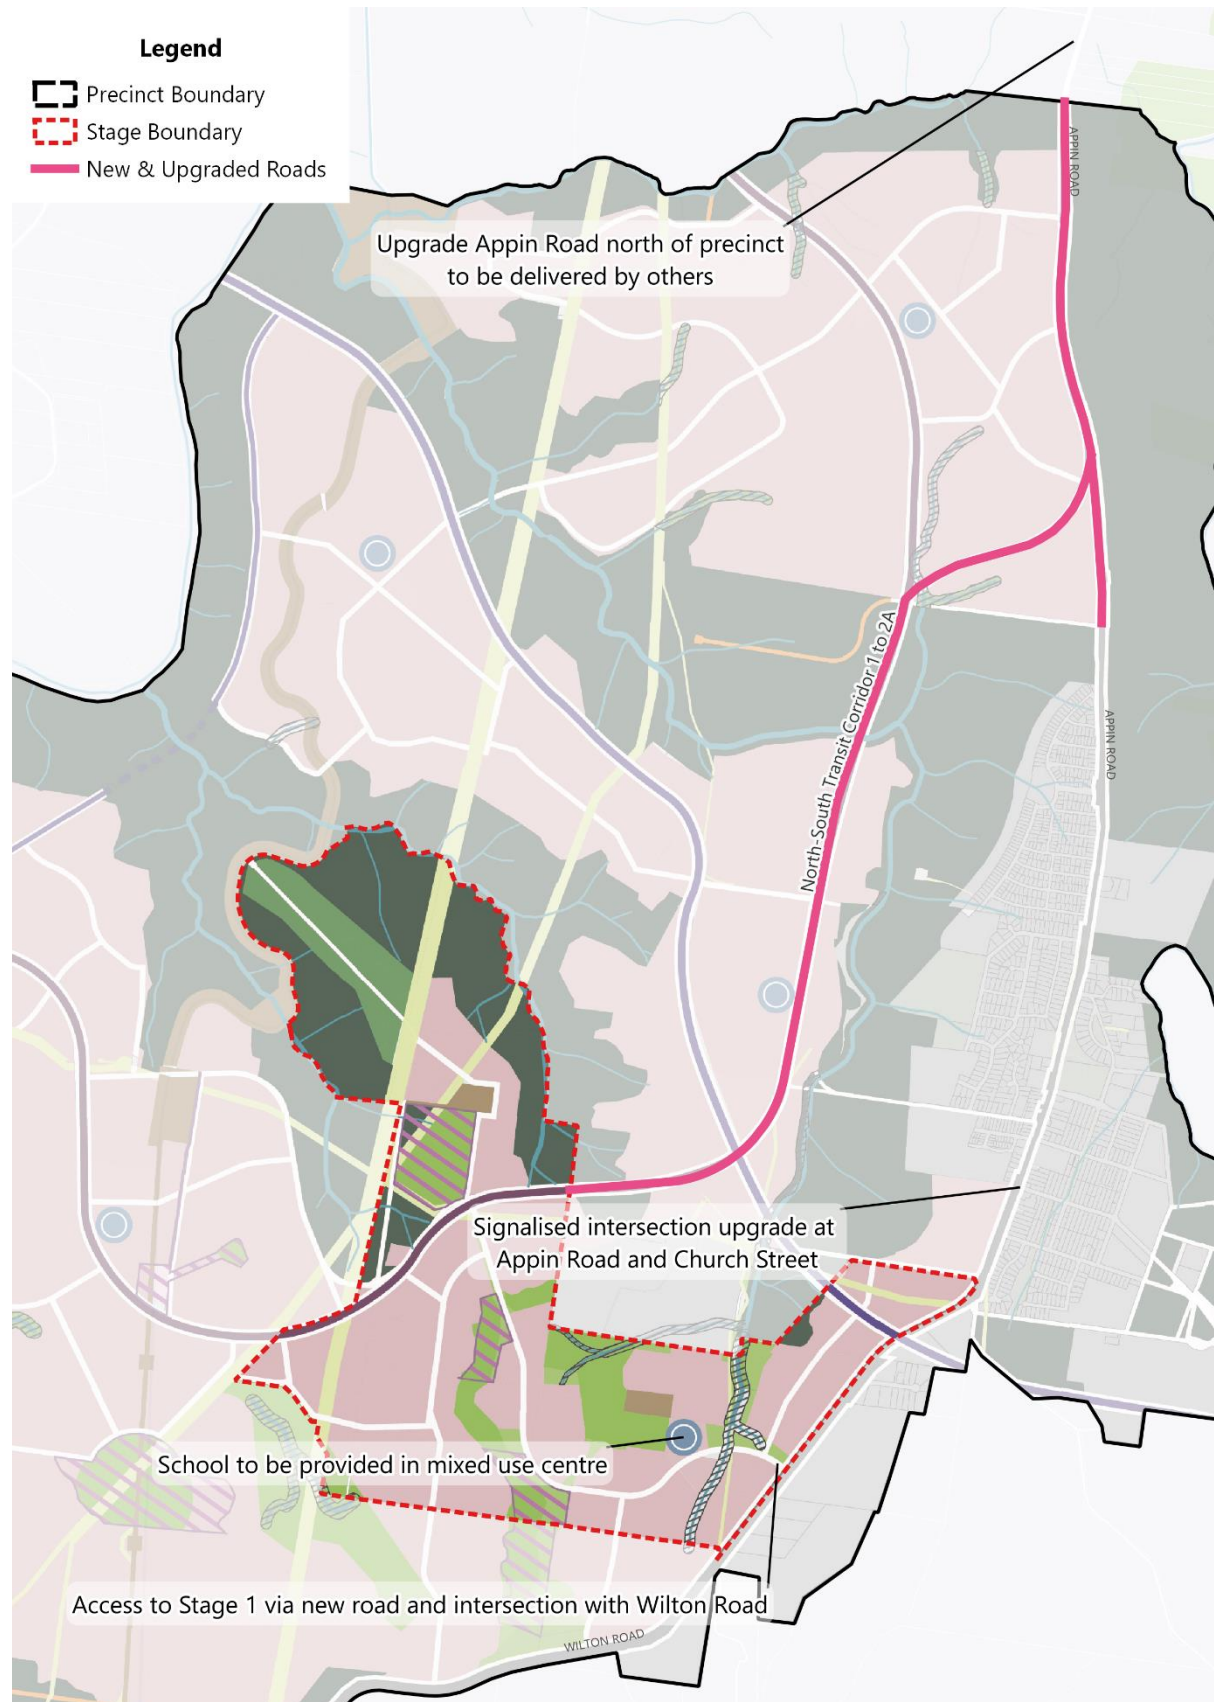 Legend
Precinct Boundary
Stage Boundary
New & Upgraded Roads
APPIN ROAD
Upgrade Appin Road north of precinct
to be delivered by others
North-South Transit Corridor 1 to 2A
APPIN ROAD
Signalised intersection upgrade at
Appin Road and Church Street
School to be provided in mixed use centre
Access to Stage 1 via new road and intersection with Wilton Road
WILTON ROAD